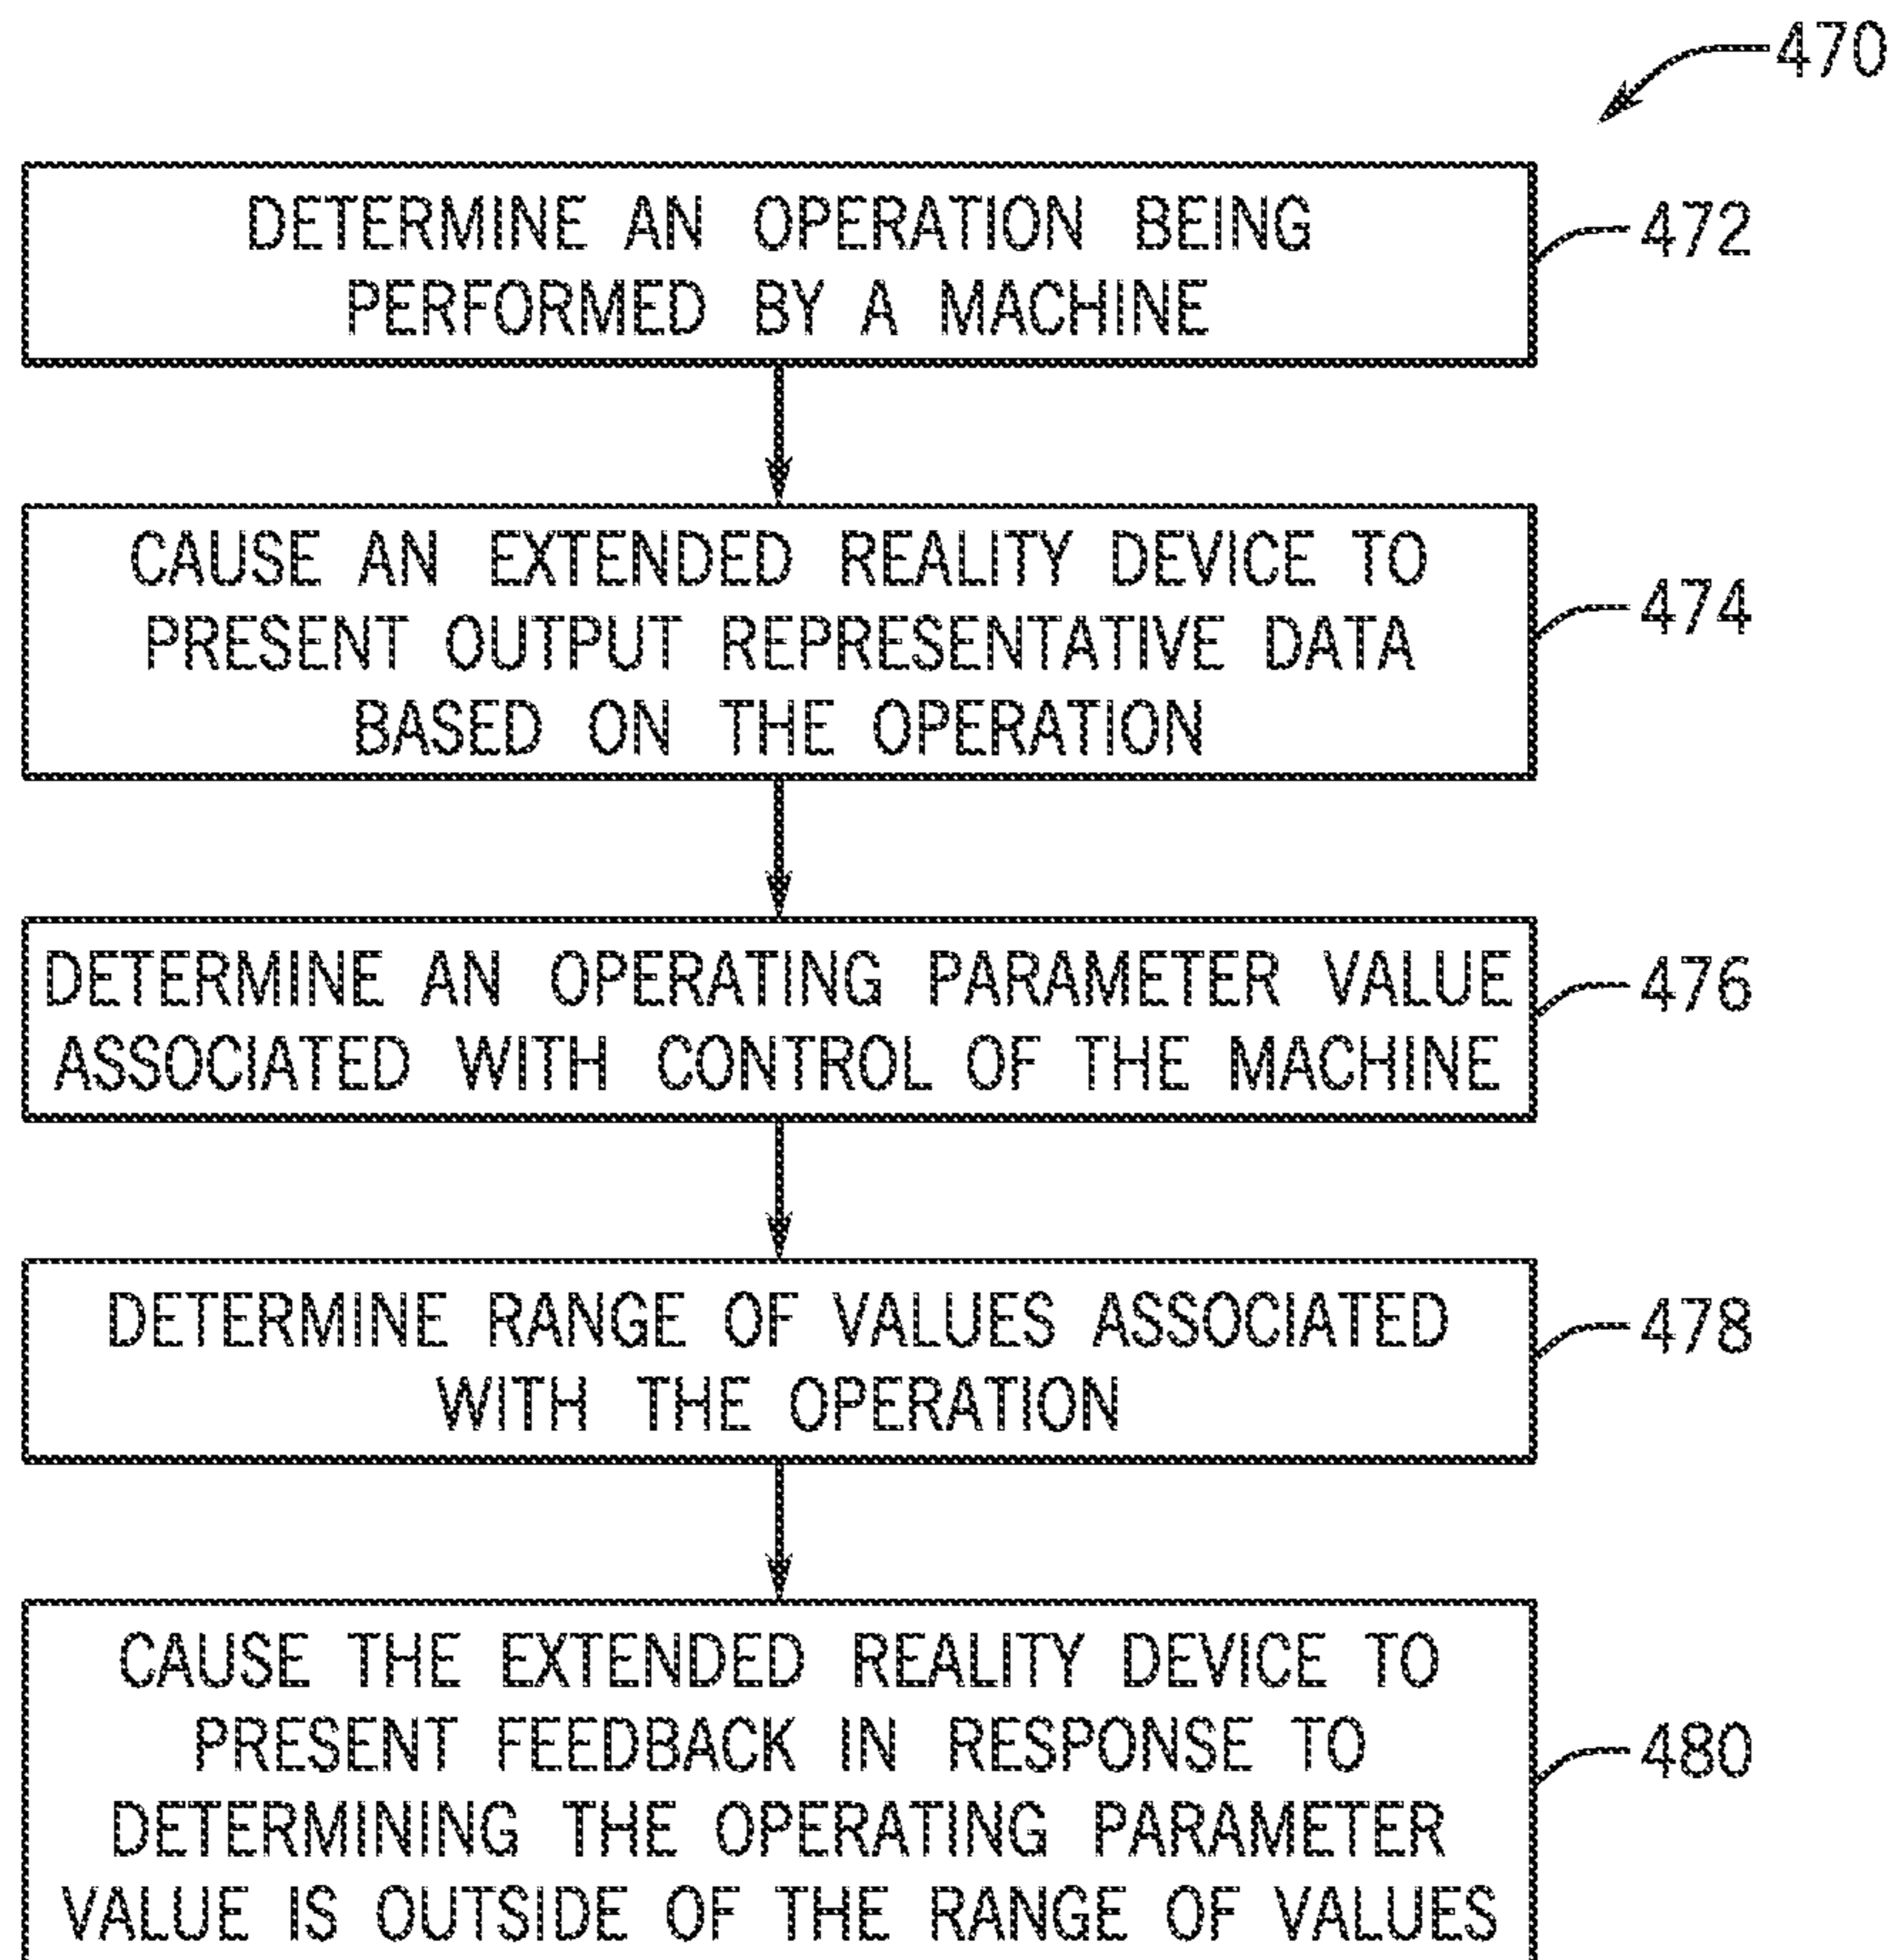 470
DETERMINE AN OPERATION BEING
PERFORMED BY A MACHINE
472
CAUSE AN EXTENDED REALITY DEVICE TO
PRESENT OUTPUT REPRESENTATIVE DATA
BASED ON THE OPERATION
474
DETERMINE AN OPERATING PARAMETER VALUE
ASSOCIATED WITH CONTROL OF THE MACHINE
476
DETERMINE RANGE OF VALUES ASSOCIATED
WITH THE OPERATION
478
CAUSE THE EXTENDED REALITY DEVICE TO
PRESENT FEEDBACK IN RESPONSE TO
DETERMINING THE OPERATING PARAMETER
VALUE IS OUTSIDE OF THE RANGE OF VALUES
480